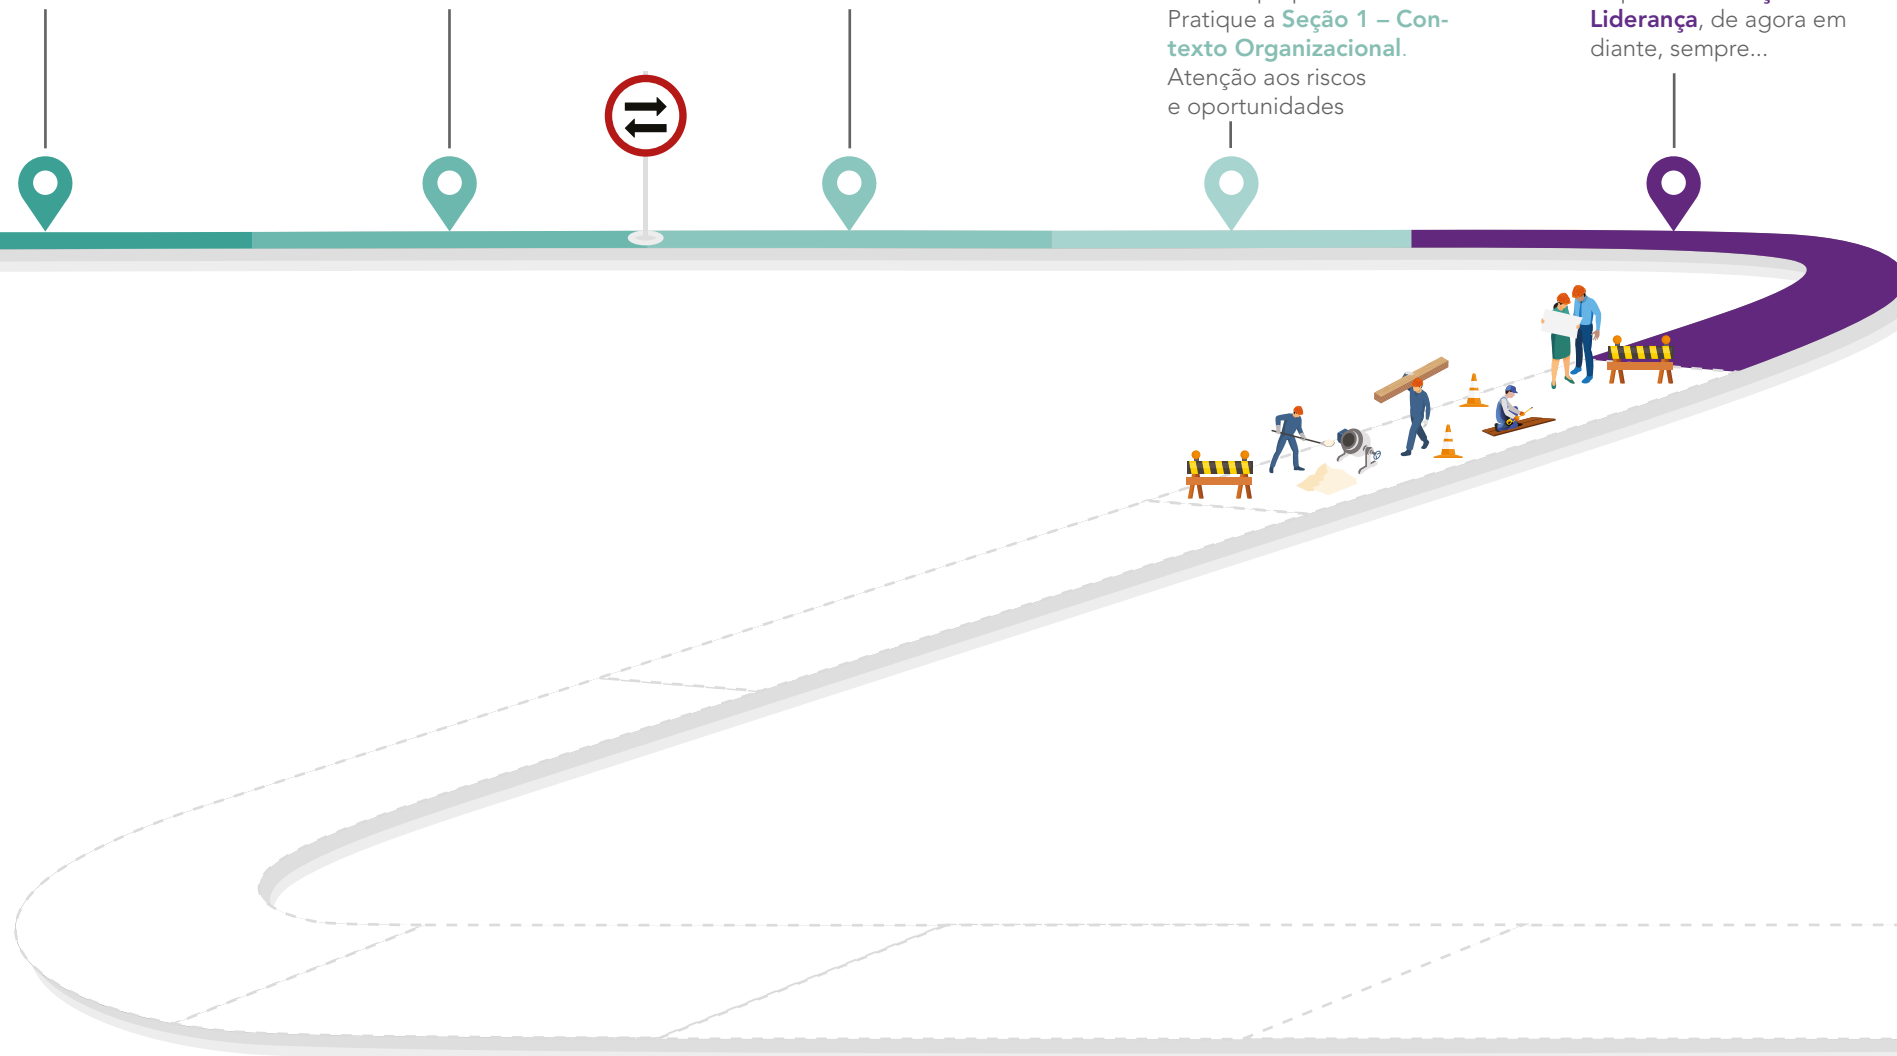 Pratique a Seção 1 – Con-
texto Organizacional.
Atenção aos riscos
e oportunidades
Liderança, de agora em
diante, sempre...